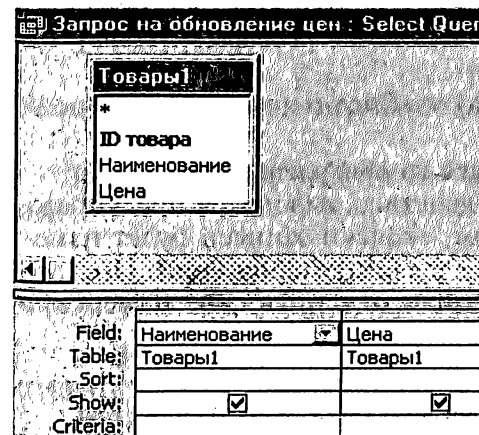 Запрос на обновление цен : Select Quer
Товары1
*
ID товара
Наименование
Цена
Field: Наименование Цена
Table: Товары1 Товары1
Sort:
Show:
Criteria: